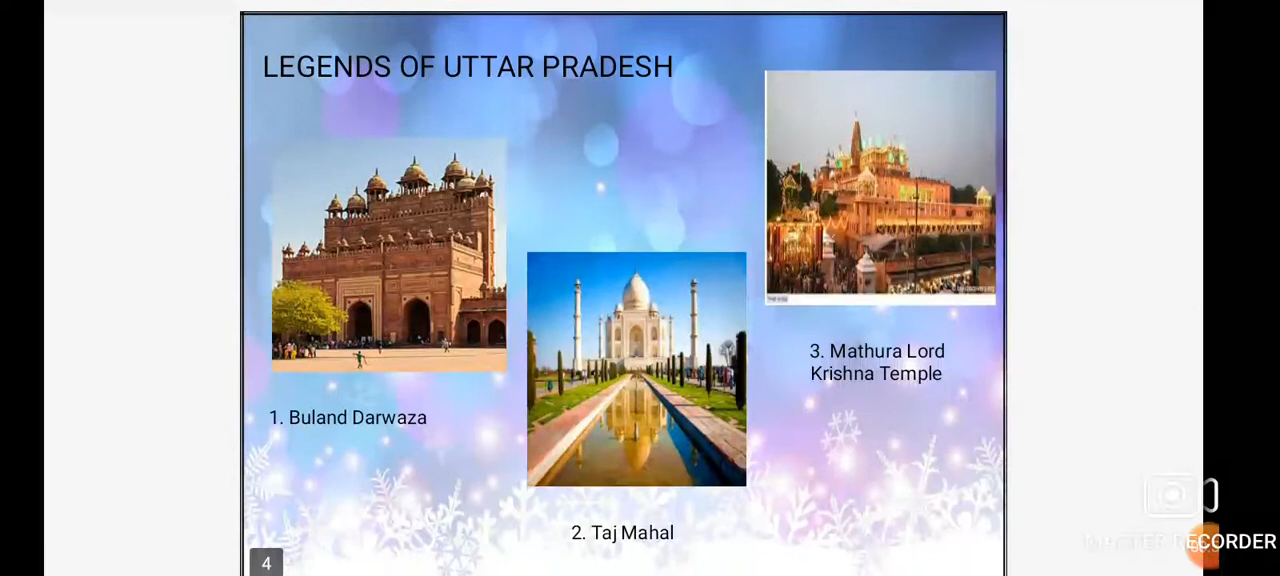 LEGENDS OF UTTAR PRADESH
1. Buland Darwaza
2. Taj Mahal
3. Mathura Lord
Krishna Temple
4
RECORDER